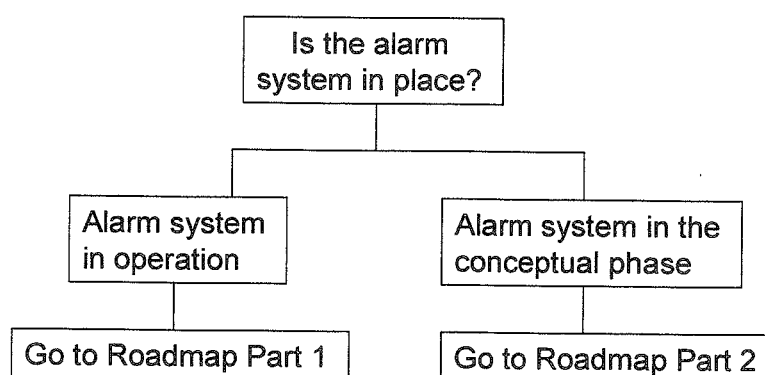 Is the alarm
system in place?
Alarm system
in operation
Alarm system in the
conceptual phase
Go to Roadmap Part 1
Go to Roadmap Part 2